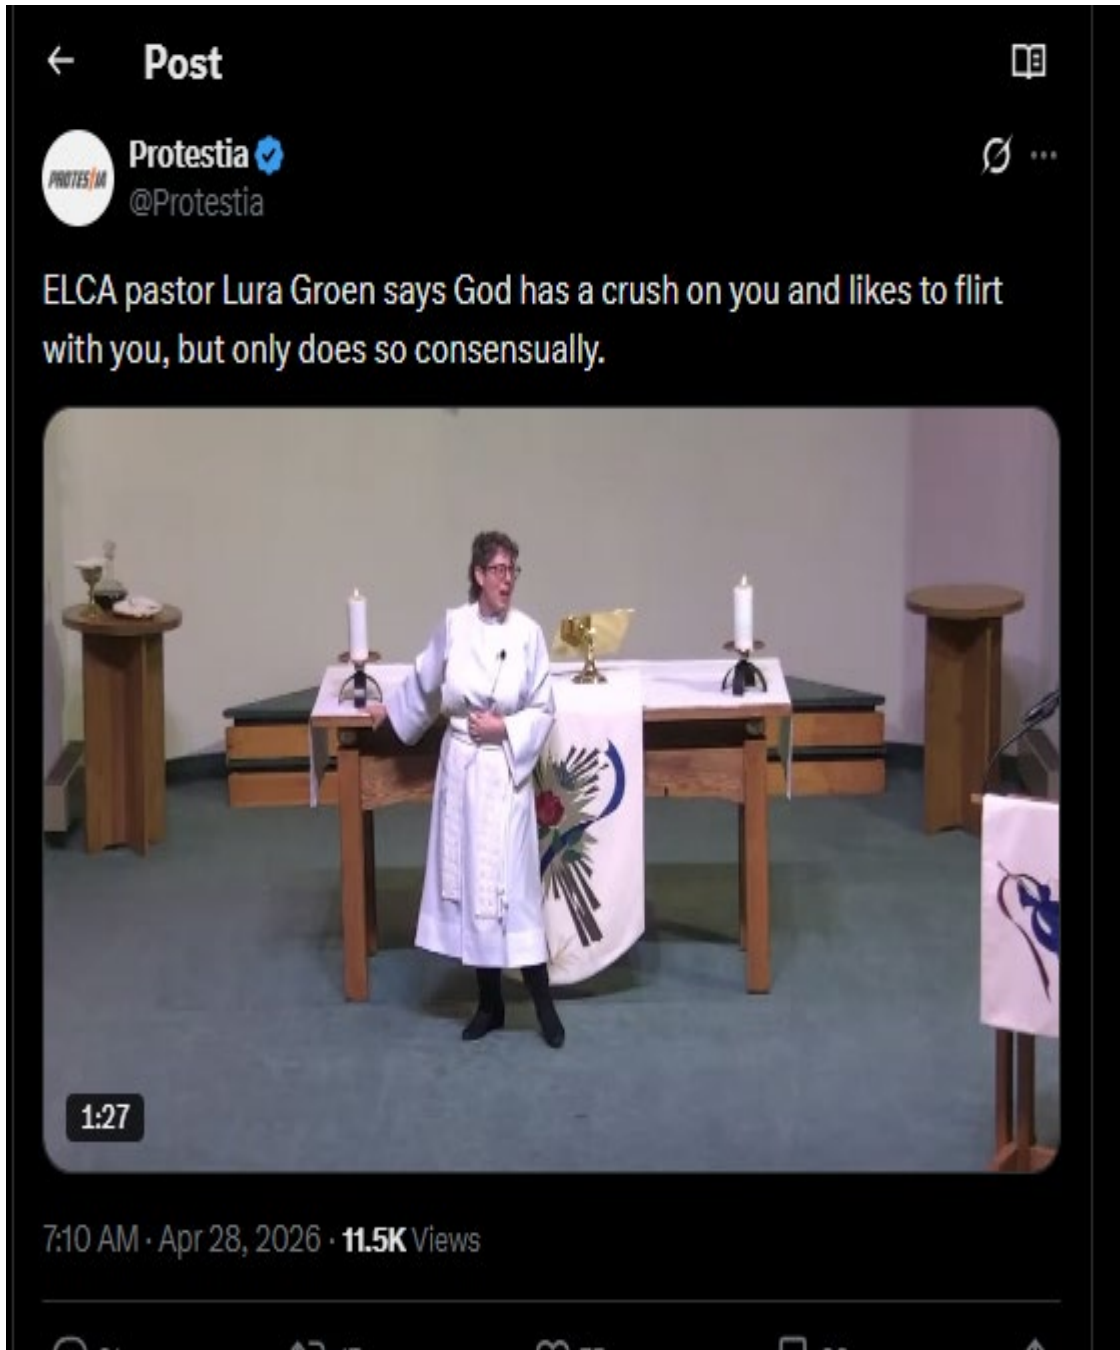 Post
Protestia
@Protestia
PROTESTIA
ELCA pastor Lura Groen says God has a crush on you and likes to flirt
with you, but only does so consensually.
1:27
7:10 AM · Apr 28, 2026 · 11.5K Views